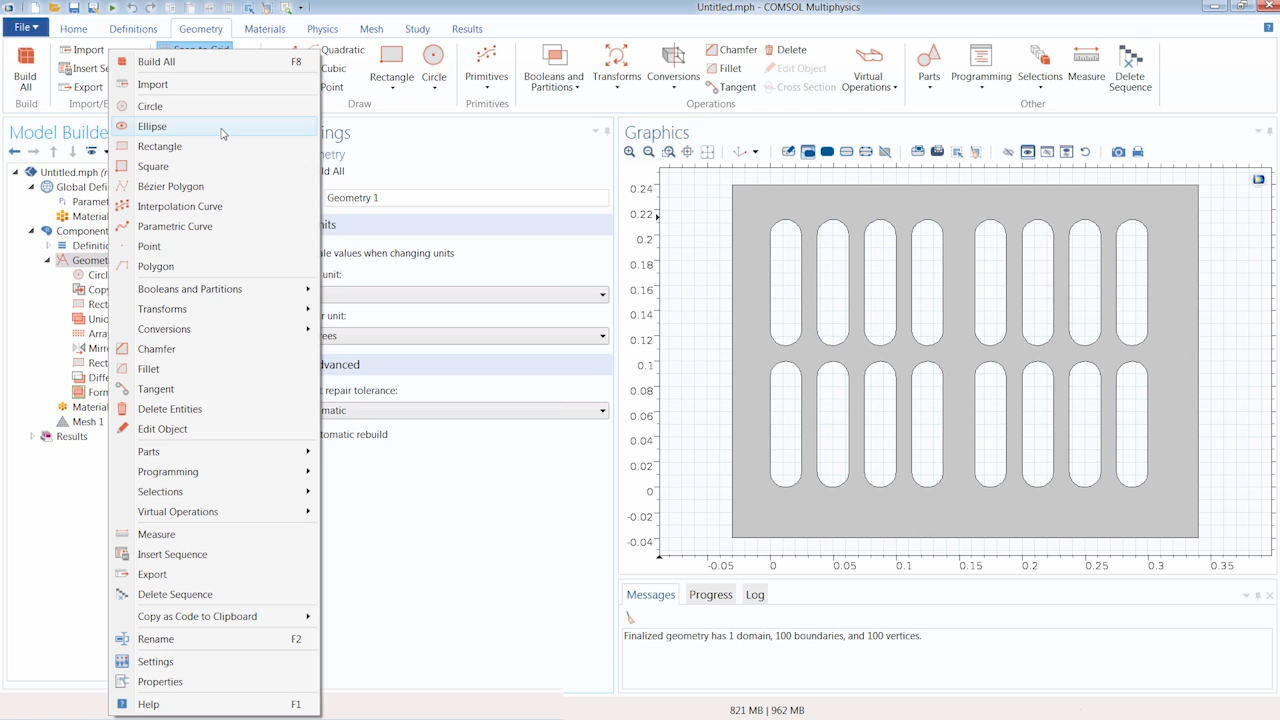 Untitled.mph - COMSOL Multiphysics
File Home Definitions Geometry Materials Physics Mesh Study Results
Import Quadratic Chamfer Delete
Insert Se Cubic Fillet Edit Object
Export Point Tangent Cross Section
Build All Rectangle Circle Primitives Booleans and Partitions Transforms Conversions Virtual Operations Parts Programming Selections Measure Delete Sequence
Build Import/E Draw Primitives Operations Other
Model Builde
Untitled.mph (r
Global Defi
Paramet
Material
Component
Definitio
Geomet
Circl
Copy
Rect
Unio
Array
Mirro
Rect
Diffe
Form
Material
Mesh 1
Results
Build All F8
Import
Circle
Ellipse
Rectangle
Square
Bézier Polygon
Interpolation Curve
Parametric Curve
Point
Polygon
Booleans and Partitions
Transforms
Conversions
Chamfer
Fillet
Tangent
Delete Entities
Edit Object
Parts
Programming
Selections
Virtual Operations
Measure
Insert Sequence
Export
Delete Sequence
Copy as Code to Clipboard
Rename F2
Settings
Properties
Help F1
ngs
etry
ld All
Geometry 1
its
le values when changing units
unit:
r unit:
ees
dvanced
t repair tolerance:
matic
tomatic rebuild
Graphics
0.24
0.22
0.2
0.18
0.16
0.14
0.12
0.1
0.08
0.06
0.04
0.02
0
-0.02
-0.04
-0.05 0 0.05 0.1 0.15 0.2 0.25 0.3 0.35
Messages Progress Log
Finalized geometry has 1 domain, 100 boundaries, and 100 vertices.
821 MB | 962 MB